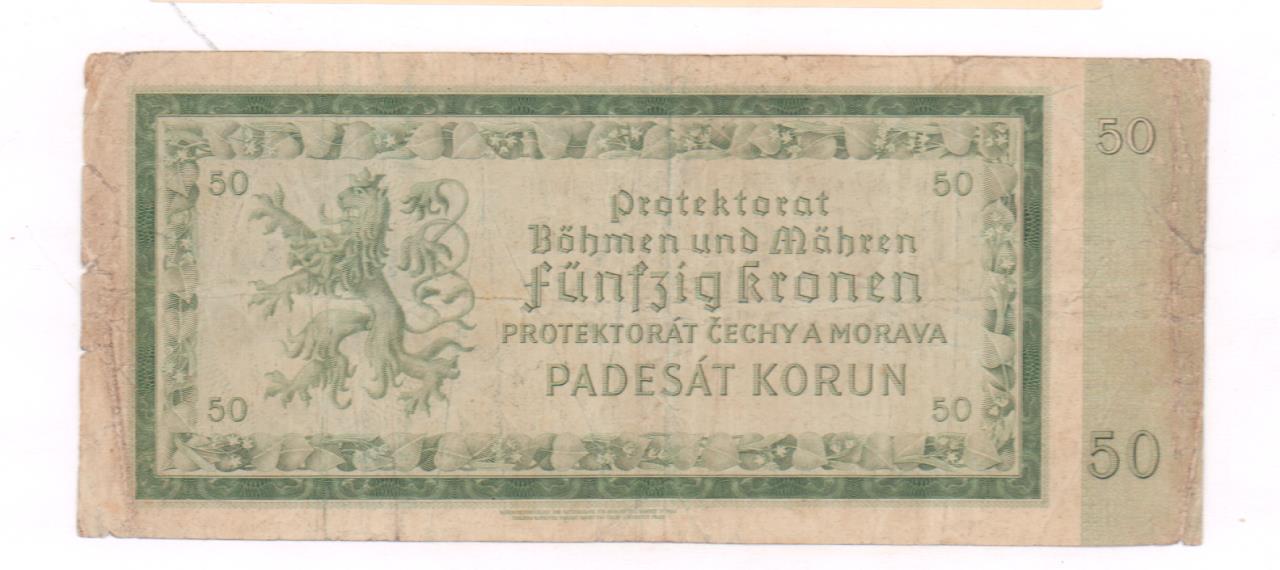 50
50
50
Protektorat
Böhmen und Mähren
Fünfzig Kronen
PROTEKTORÁT ČECHY A MORAVA
PADESÁT KORUN
50
50
50